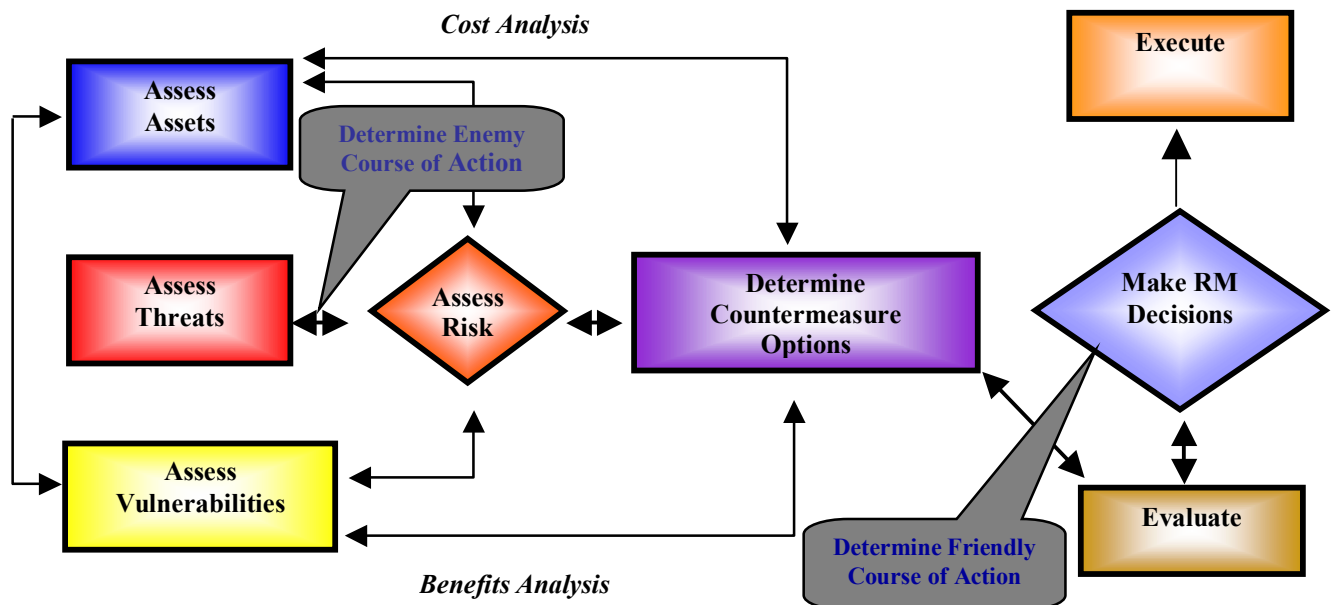 Cost Analysis
Execute
Assess
Assets
Determine Enemy
Course of Action
Assess
Threats
Assess
Risk
Determine
Countermeasure
Options
Make RM
Decisions
Assess
Vulnerabilities
Evaluate
Determine Friendly
Course of Action
Benefits Analysis